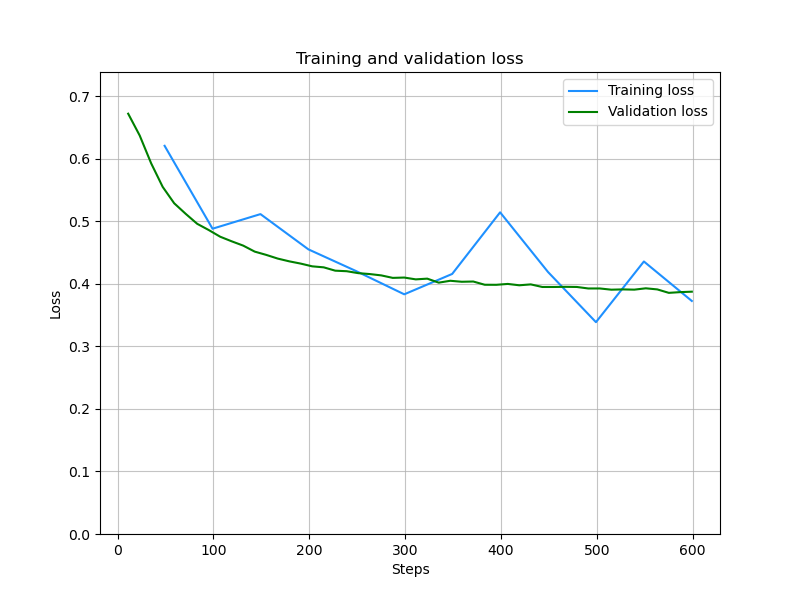 Training and validation loss
Training loss
Validation loss
Loss
0.7
0.6
0.5
0.4
0.3
0.2
0.1
0.0
0 100 200 300 400 500 600
Steps